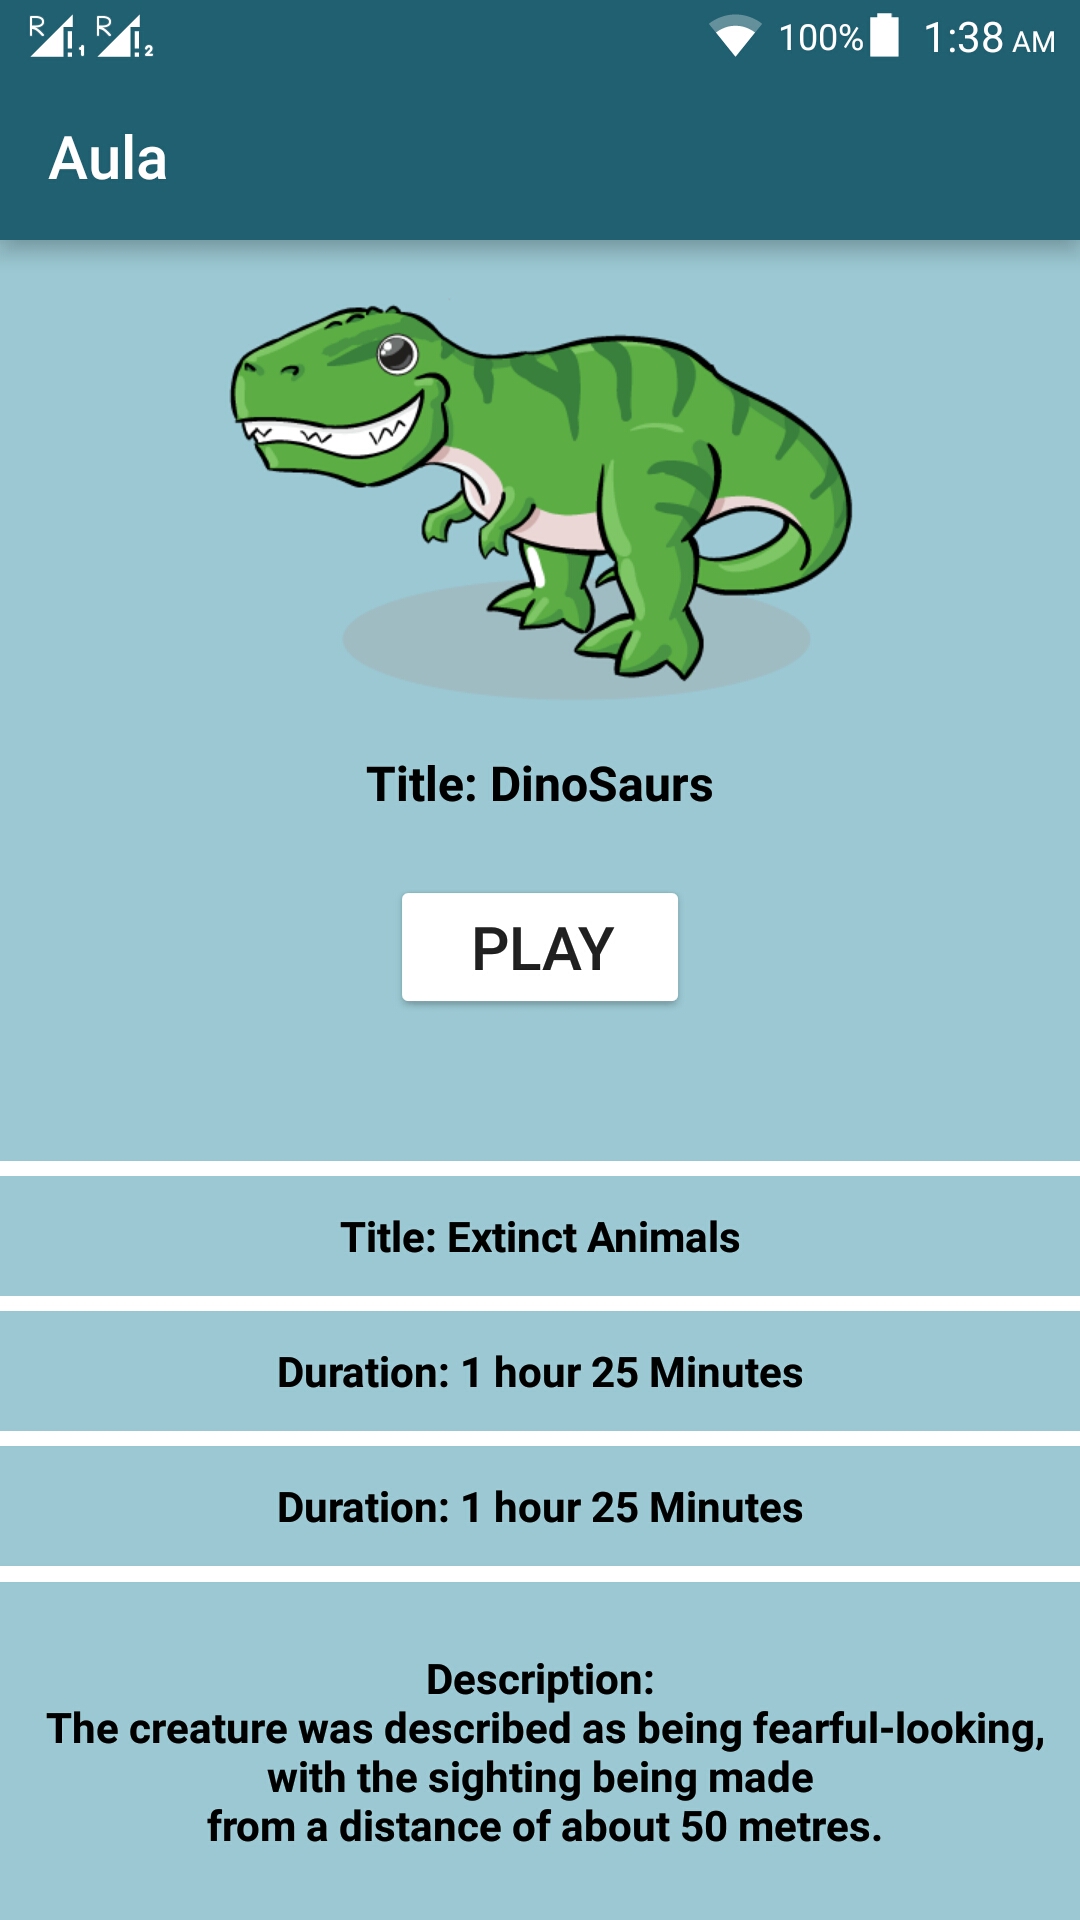 R 1 R 2 100% 1:38 AM
Aula
Title: DinoSaurs
PLAY
Title: Extinct Animals
Duration: 1 hour 25 Minutes
Duration: 1 hour 25 Minutes
Description:
The creature was described as being fearful-looking,
with the sighting being made
from a distance of about 50 metres.